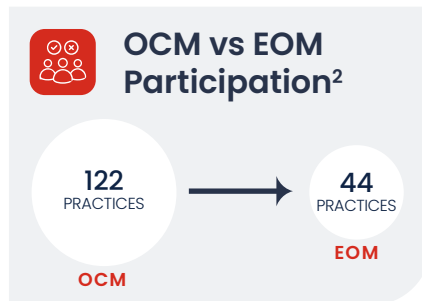 OCM vs EOM
Participation²
122
PRACTICES
OCM
44
PRACTICES
EOM